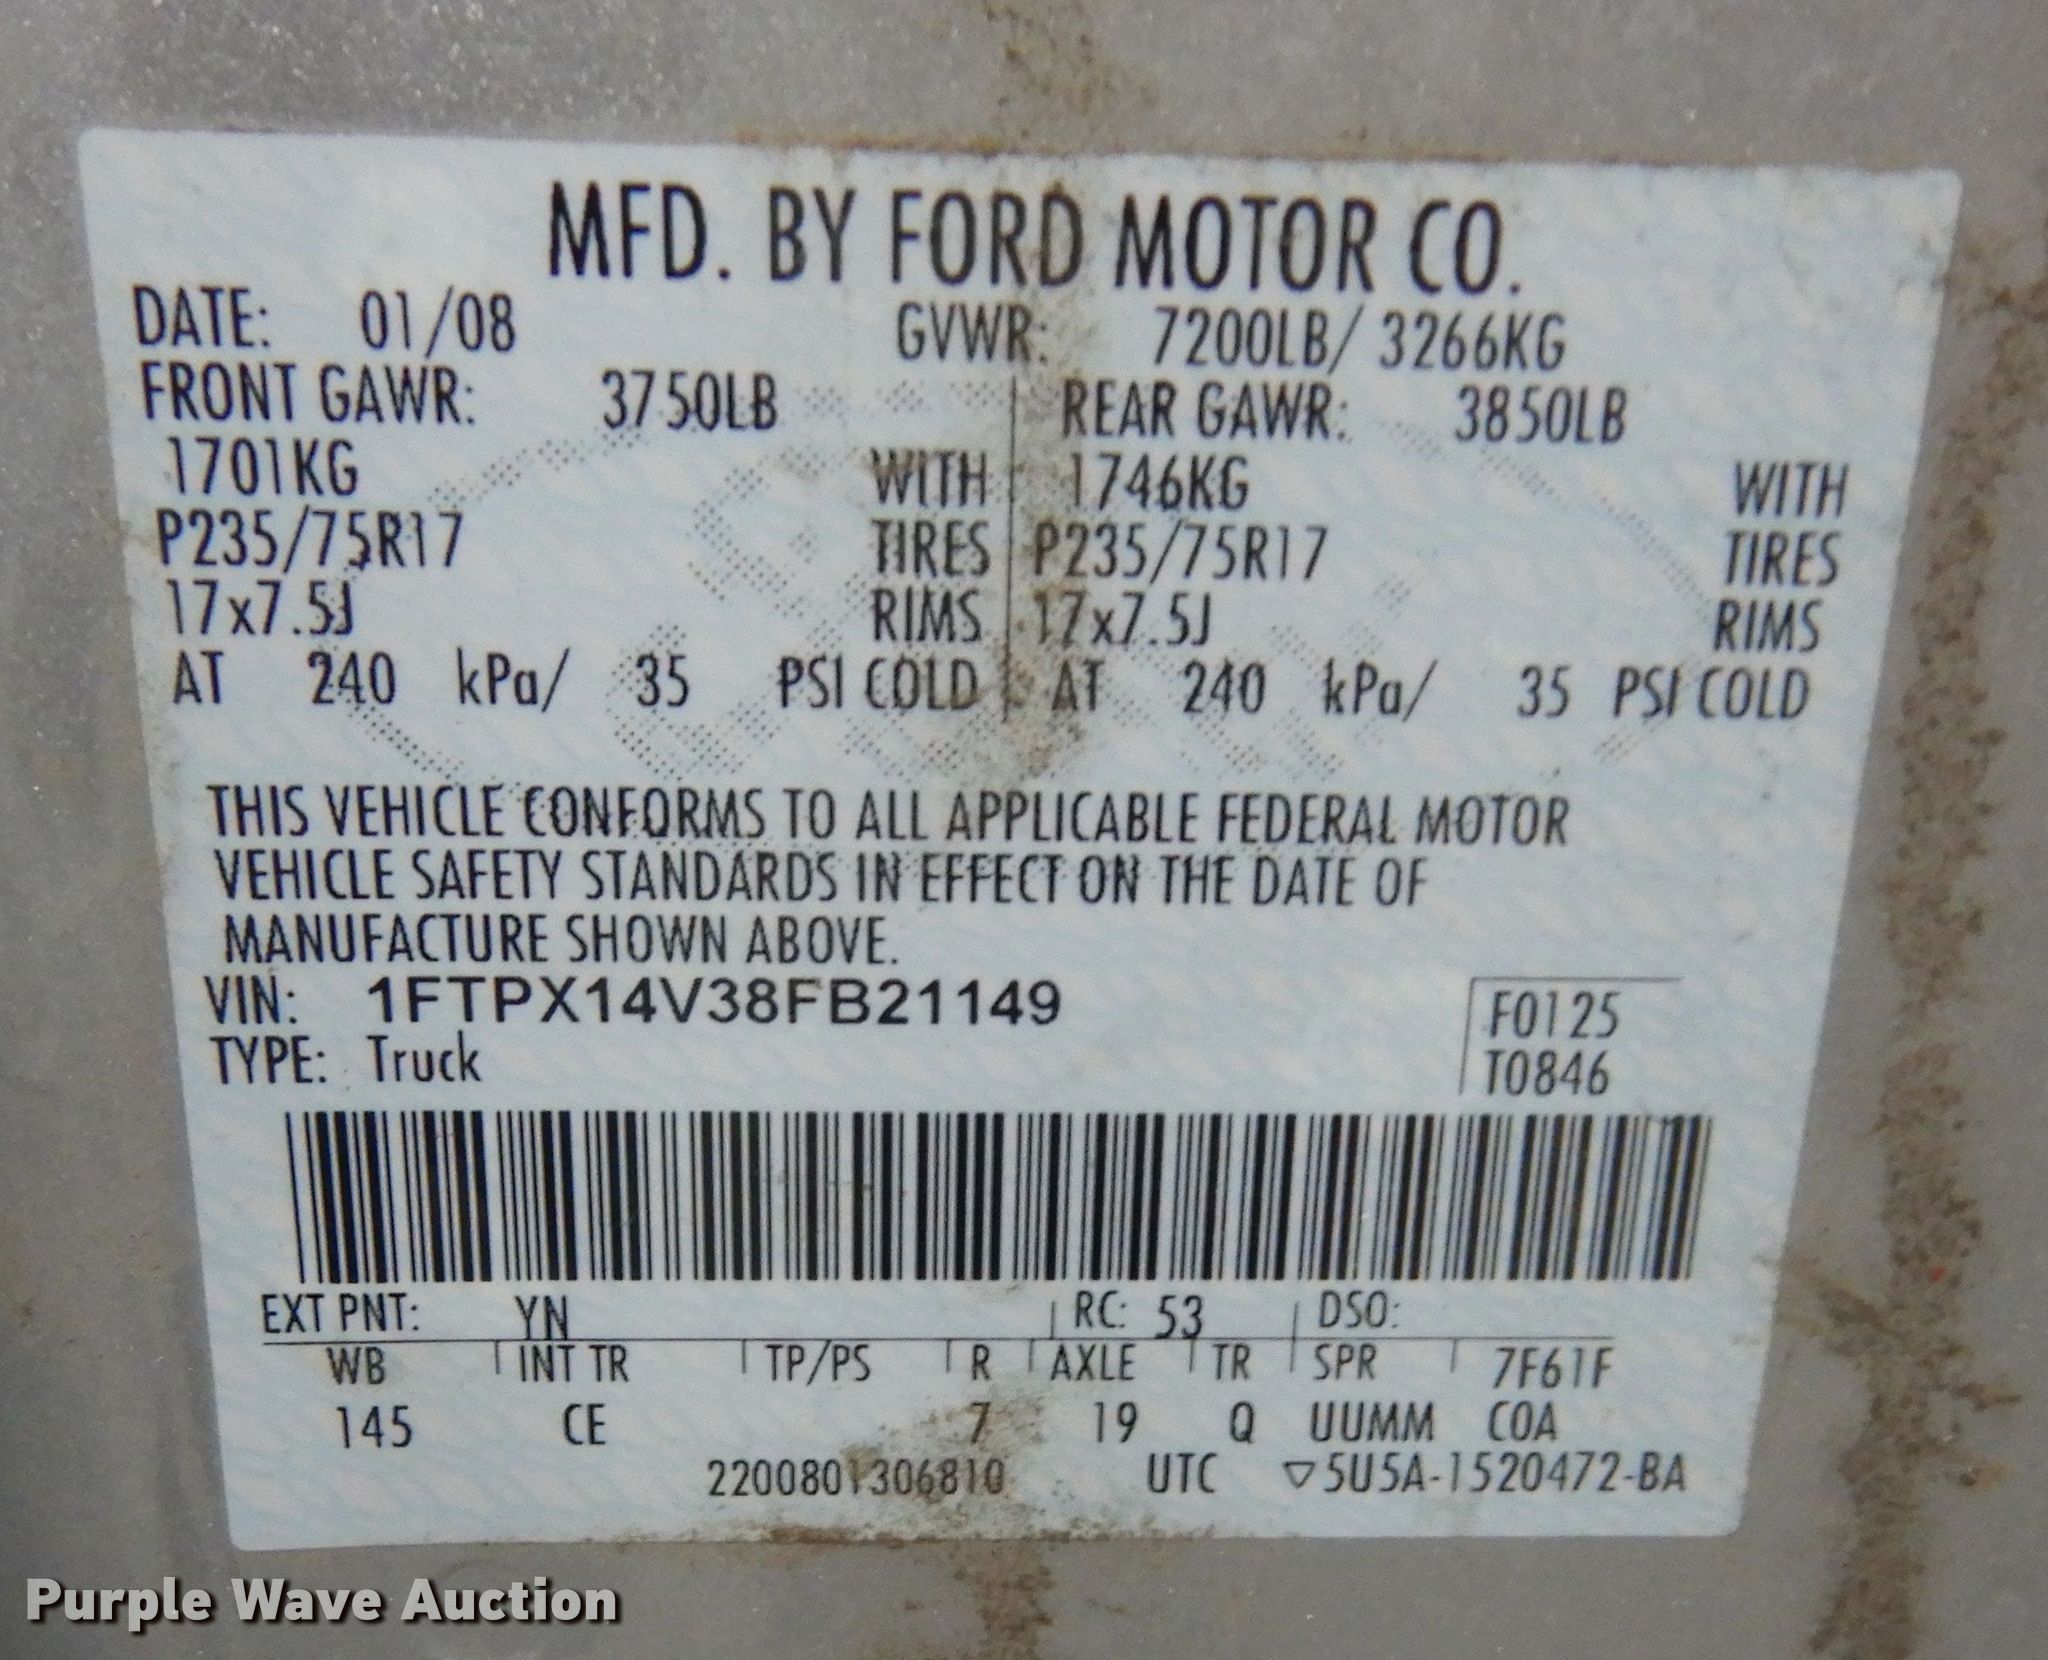 MFD. BY FORD MOTOR CO.
DATE: 01/08 GVWR: 7200LB/ 3266KG
FRONT GAWR: 3750LB REAR GAWR: 3850LB
1701KG WITH 1746KG WITH
P235/75R17 TIRES P235/75R17 TIRES
17x7.5J RIMS 17x7.5J RIMS
AT 240 kPa/ 35 PSI COLD AT 240 kPa/ 35 PSI COLD
THIS VEHICLE CONFORMS TO ALL APPLICABLE FEDERAL MOTOR
VEHICLE SAFETY STANDARDS IN EFFECT ON THE DATE OF
MANUFACTURE SHOWN ABOVE.
VIN: 1FTPX14V38FB21149 F0125
TYPE: Truck T0846
EXT PNT: YN RC: 53 DSO:
WB INT TR TP/PS R AXLE TR SPR 7F61F
145 CE 7 19 Q UUMM COA
2200801306810 UTC ▽5U5A-1520472-BA
Purple Wave Auction